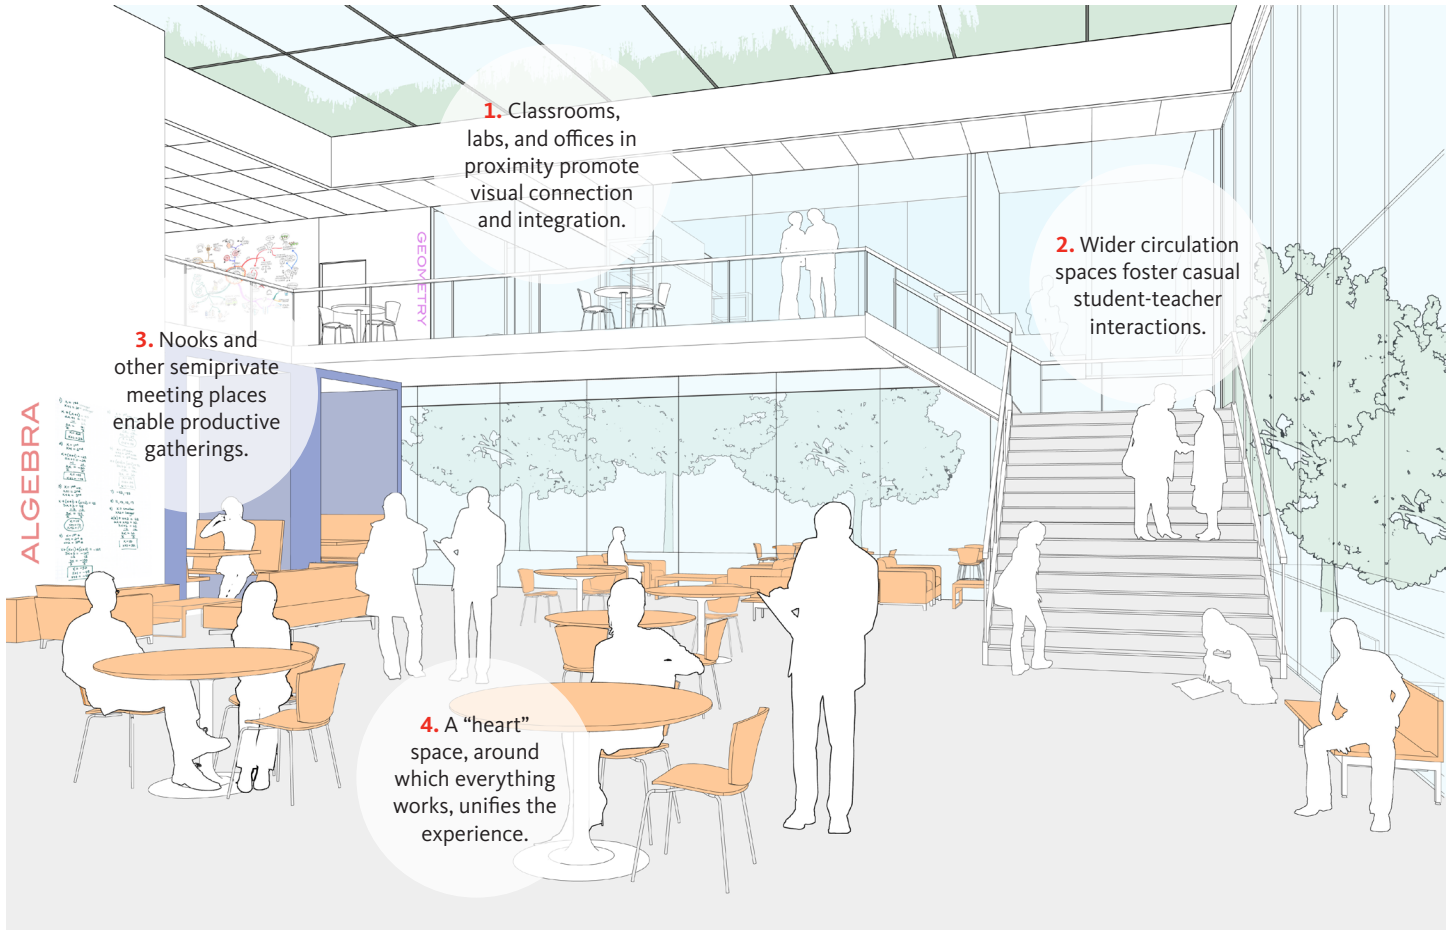 1. Classrooms,
labs, and offices in
proximity promote
visual connection
and integration.
2. Wider circulation
spaces foster casual
student-teacher
interactions.
3. Nooks and
other semiprivate
meeting places
enable productive
gatherings.
4. A “heart”
space, around
which everything
works, unifies the
experience.
GEOMETRY
ALGEBRA